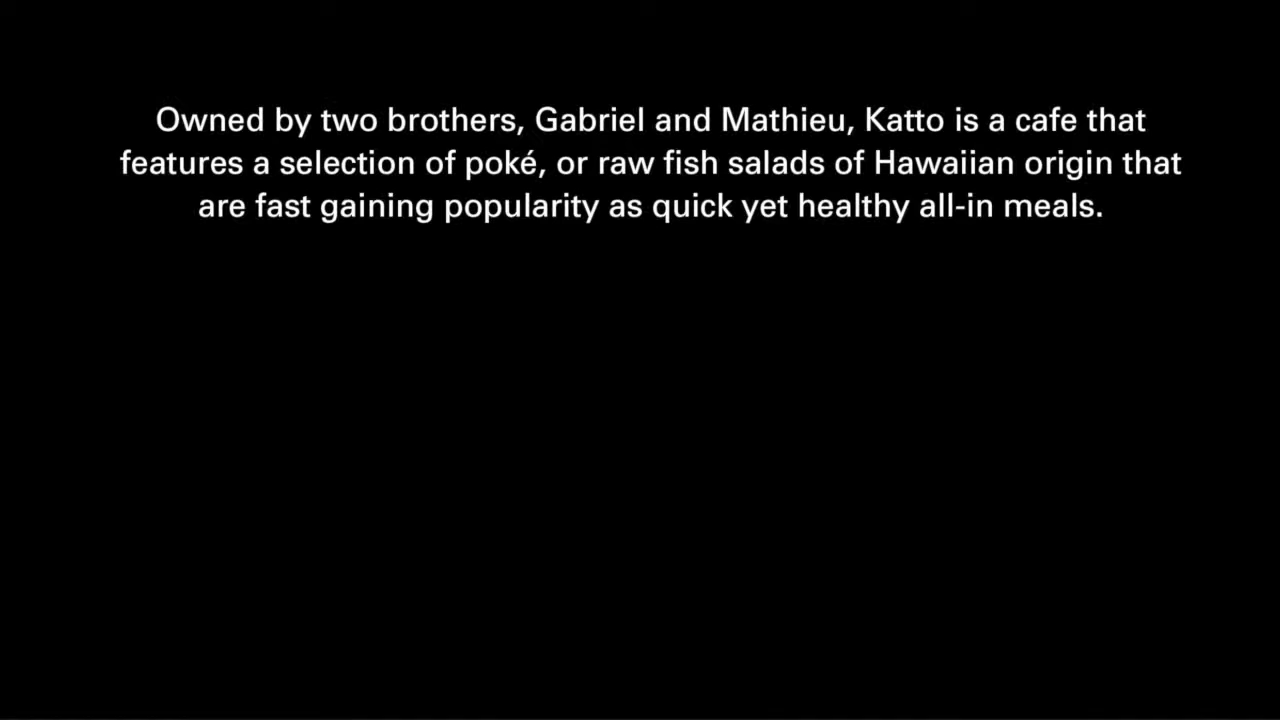 Owned by two brothers, Gabriel and Mathieu, Katto is a cafe that
features a selection of poké, or raw fish salads of Hawaiian origin that
are fast gaining popularity as quick yet healthy all-in meals.